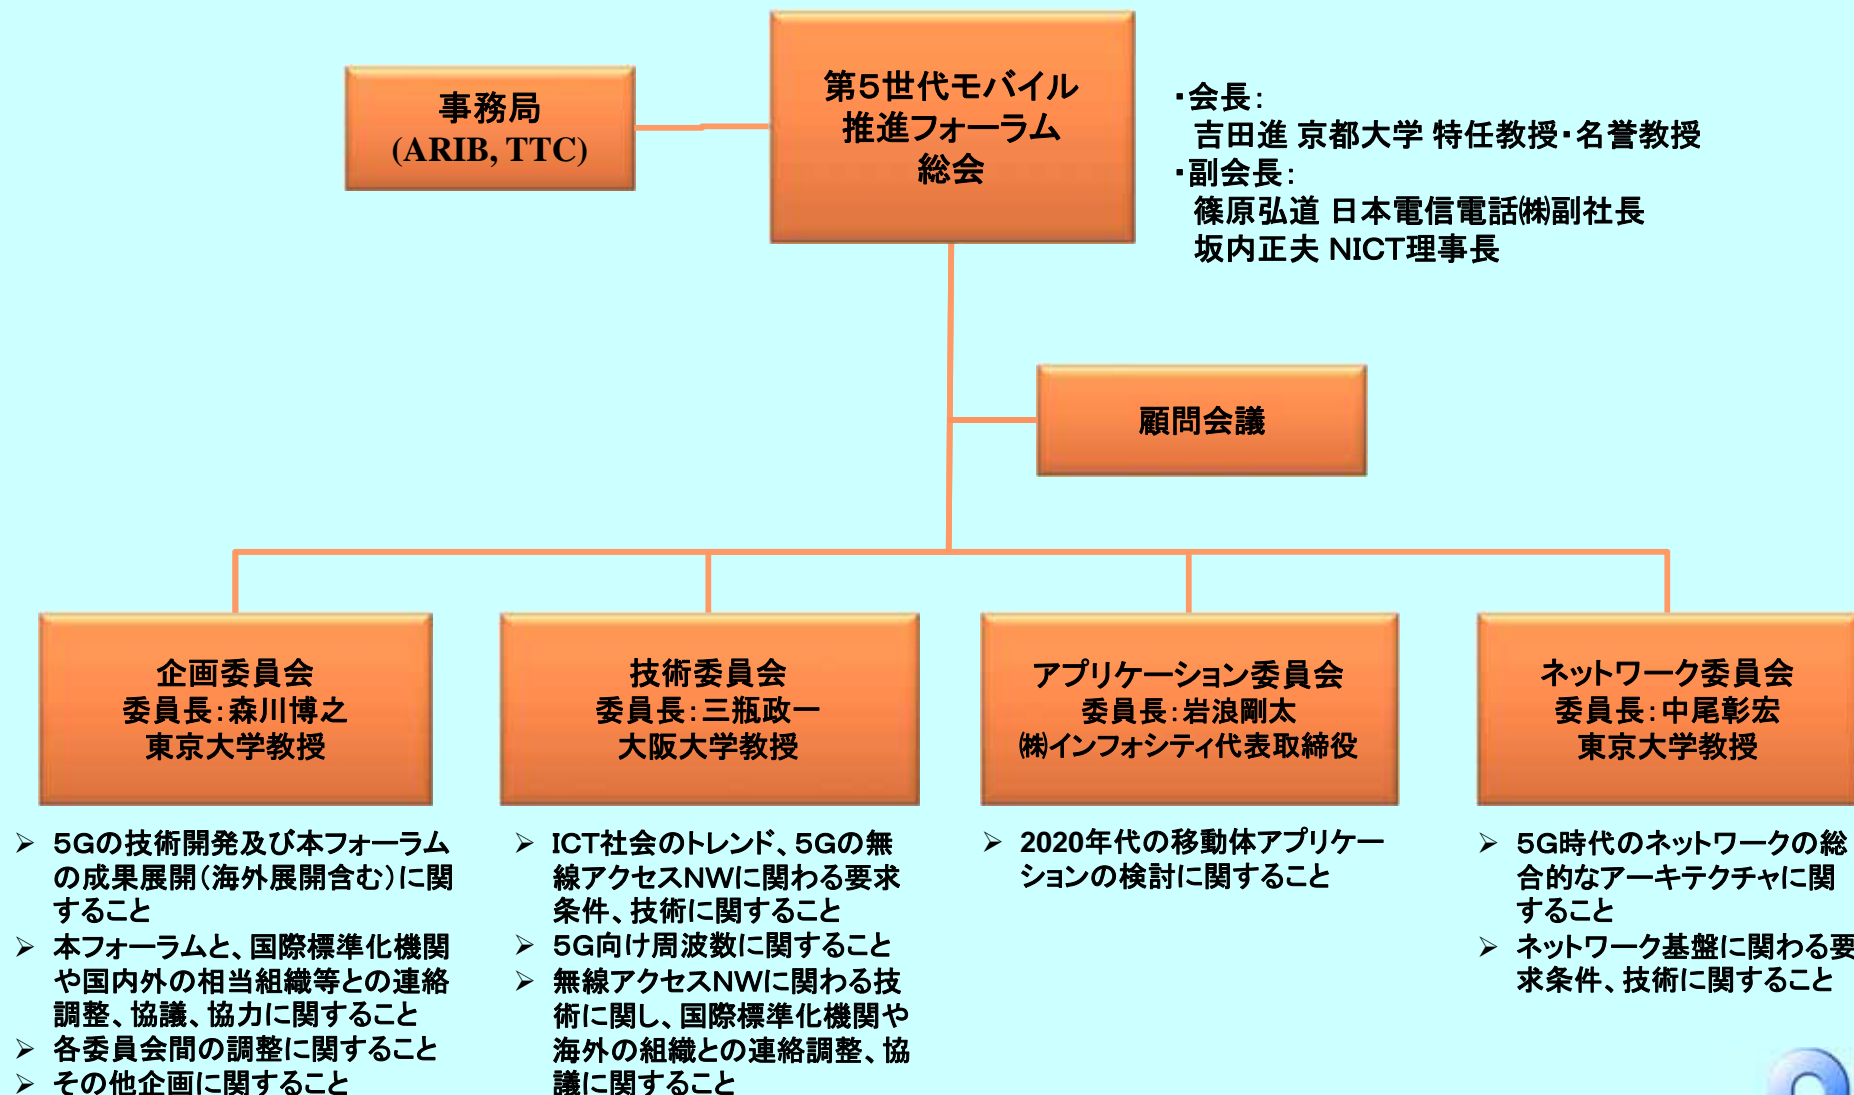 事務局
(ARIB, TTC)
第5世代モバイル
推進フォーラム
総会
・会長：
吉田進 京都大学 特任教授・名誉教授
・副会長：
篠原弘道 日本電信電話㈱副社長
坂内正夫 NICT理事長
顧問会議
企画委員会
委員長：森川博之
東京大学教授
技術委員会
委員長：三瓶政一
大阪大学教授
アプリケーション委員会
委員長：岩浪剛太
㈱インフォシティ代表取締役
ネットワーク委員会
委員長：中尾彰宏
東京大学教授
➢ 5Gの技術開発及び本フォーラム
の成果展開（海外展開含む）に関
すること
➢ 本フォーラムと、国際標準化機関
や国内外の相当組織等との連絡
調整、協議、協力に関すること
➢ 各委員会間の調整に関すること
➢ その他企画に関すること
➢ ICT社会のトレンド、5Gの無
線アクセスNWに関わる要求
条件、技術に関すること
➢ 5G向け周波数に関すること
➢ 無線アクセスNWに関わる技
術に関し、国際標準化機関や
海外の組織との連絡調整、協
議に関すること
➢ 2020年代の移動体アプリケー
ションの検討に関すること
➢ 5G時代のネットワークの総
合的なアーキテクチャに関
すること
➢ ネットワーク基盤に関わる要
求条件、技術に関すること